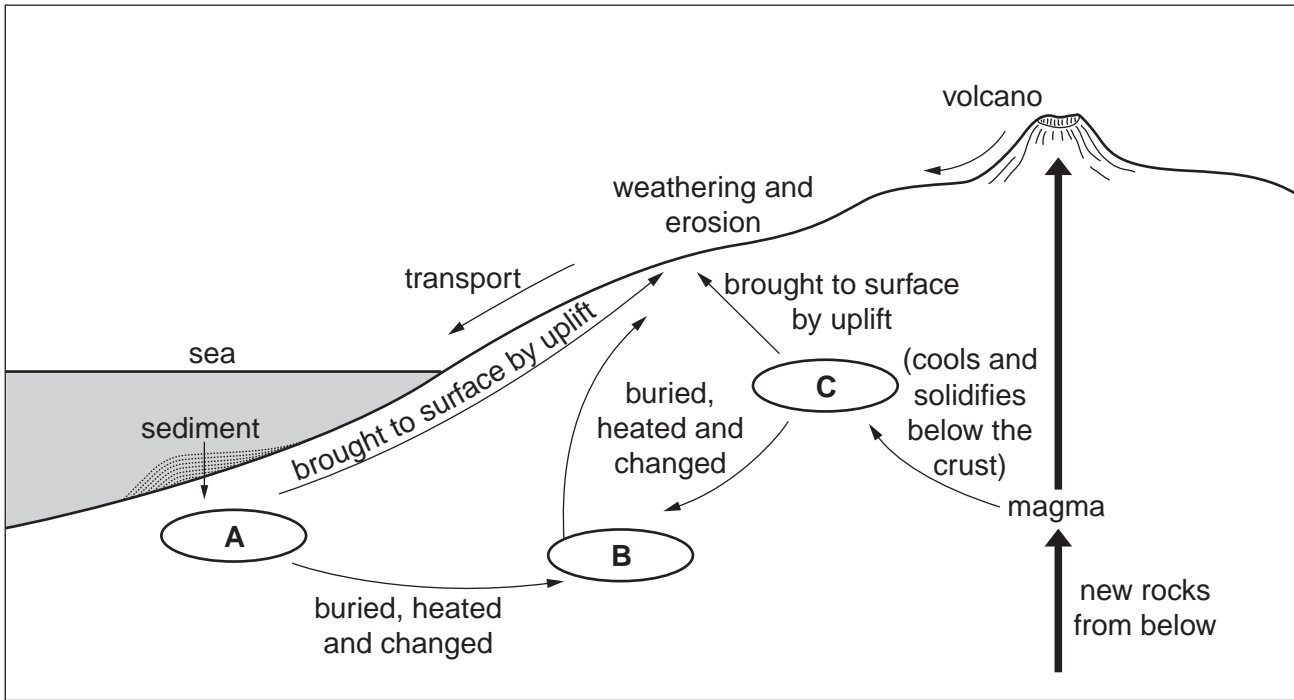 volcano
weathering and
erosion
transport
brought to surface
by uplift
sea
brought to surface by uplift
(cools and
solidifies
below the
crust)
C
buried,
heated and
changed
sediment
magma
A
B
buried, heated
and changed
new rocks
from below